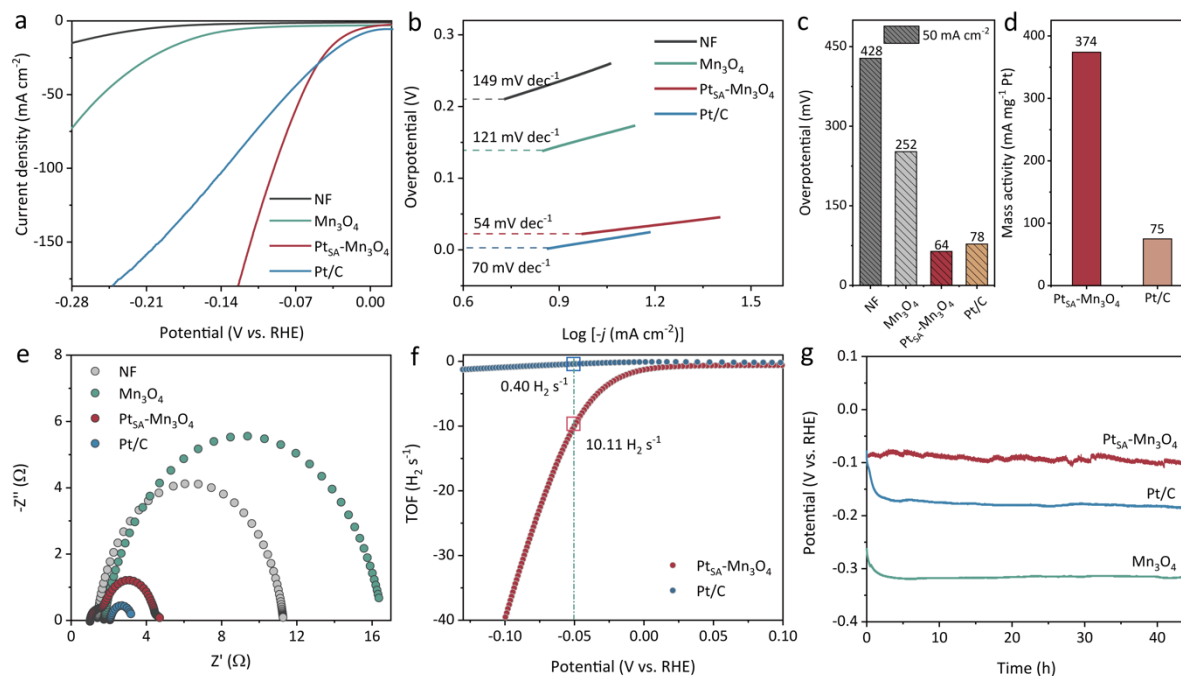 a
Current density (mA cm⁻²)
0
-50
-100
-150
-0.28
-0.21
-0.14
-0.07
0.00
Potential (V vs. RHE)
NF
Mn₃O₄
Pt_SA-Mn₃O₄
Pt/C
b
Overpotential (V)
0.3
0.2
0.1
0.0
0.6
0.9
1.2
1.5
Log [-j (mA cm⁻²)]
149 mV dec⁻¹
121 mV dec⁻¹
54 mV dec⁻¹
70 mV dec⁻¹
NF
Mn₃O₄
Pt_SA-Mn₃O₄
Pt/C
c
Overpotential (mV)
450
300
150
0
50 mA cm⁻²
428
252
64
78
NF
Mn₃O₄
Pt_SA-Mn₃O₄
Pt/C
d
Mass activity (mA mg⁻¹ Pt)
400
300
200
100
0
374
75
Pt_SA-Mn₃O₄
Pt/C
e
-Z'' (Ω)
8
6
4
2
0
0
4
8
12
16
Z' (Ω)
NF
Mn₃O₄
Pt_SA-Mn₃O₄
Pt/C
f
TOF (H₂ s⁻¹)
0
-10
-20
-30
-40
-0.10
-0.05
0.00
0.05
0.10
Potential (V vs. RHE)
0.40 H₂ s⁻¹
10.11 H₂ s⁻¹
Pt_SA-Mn₃O₄
Pt/C
g
Potential (V vs. RHE)
0.1
0.0
-0.1
-0.2
-0.3
-0.4
0
10
20
30
40
Time (h)
Pt_SA-Mn₃O₄
Pt/C
Mn₃O₄